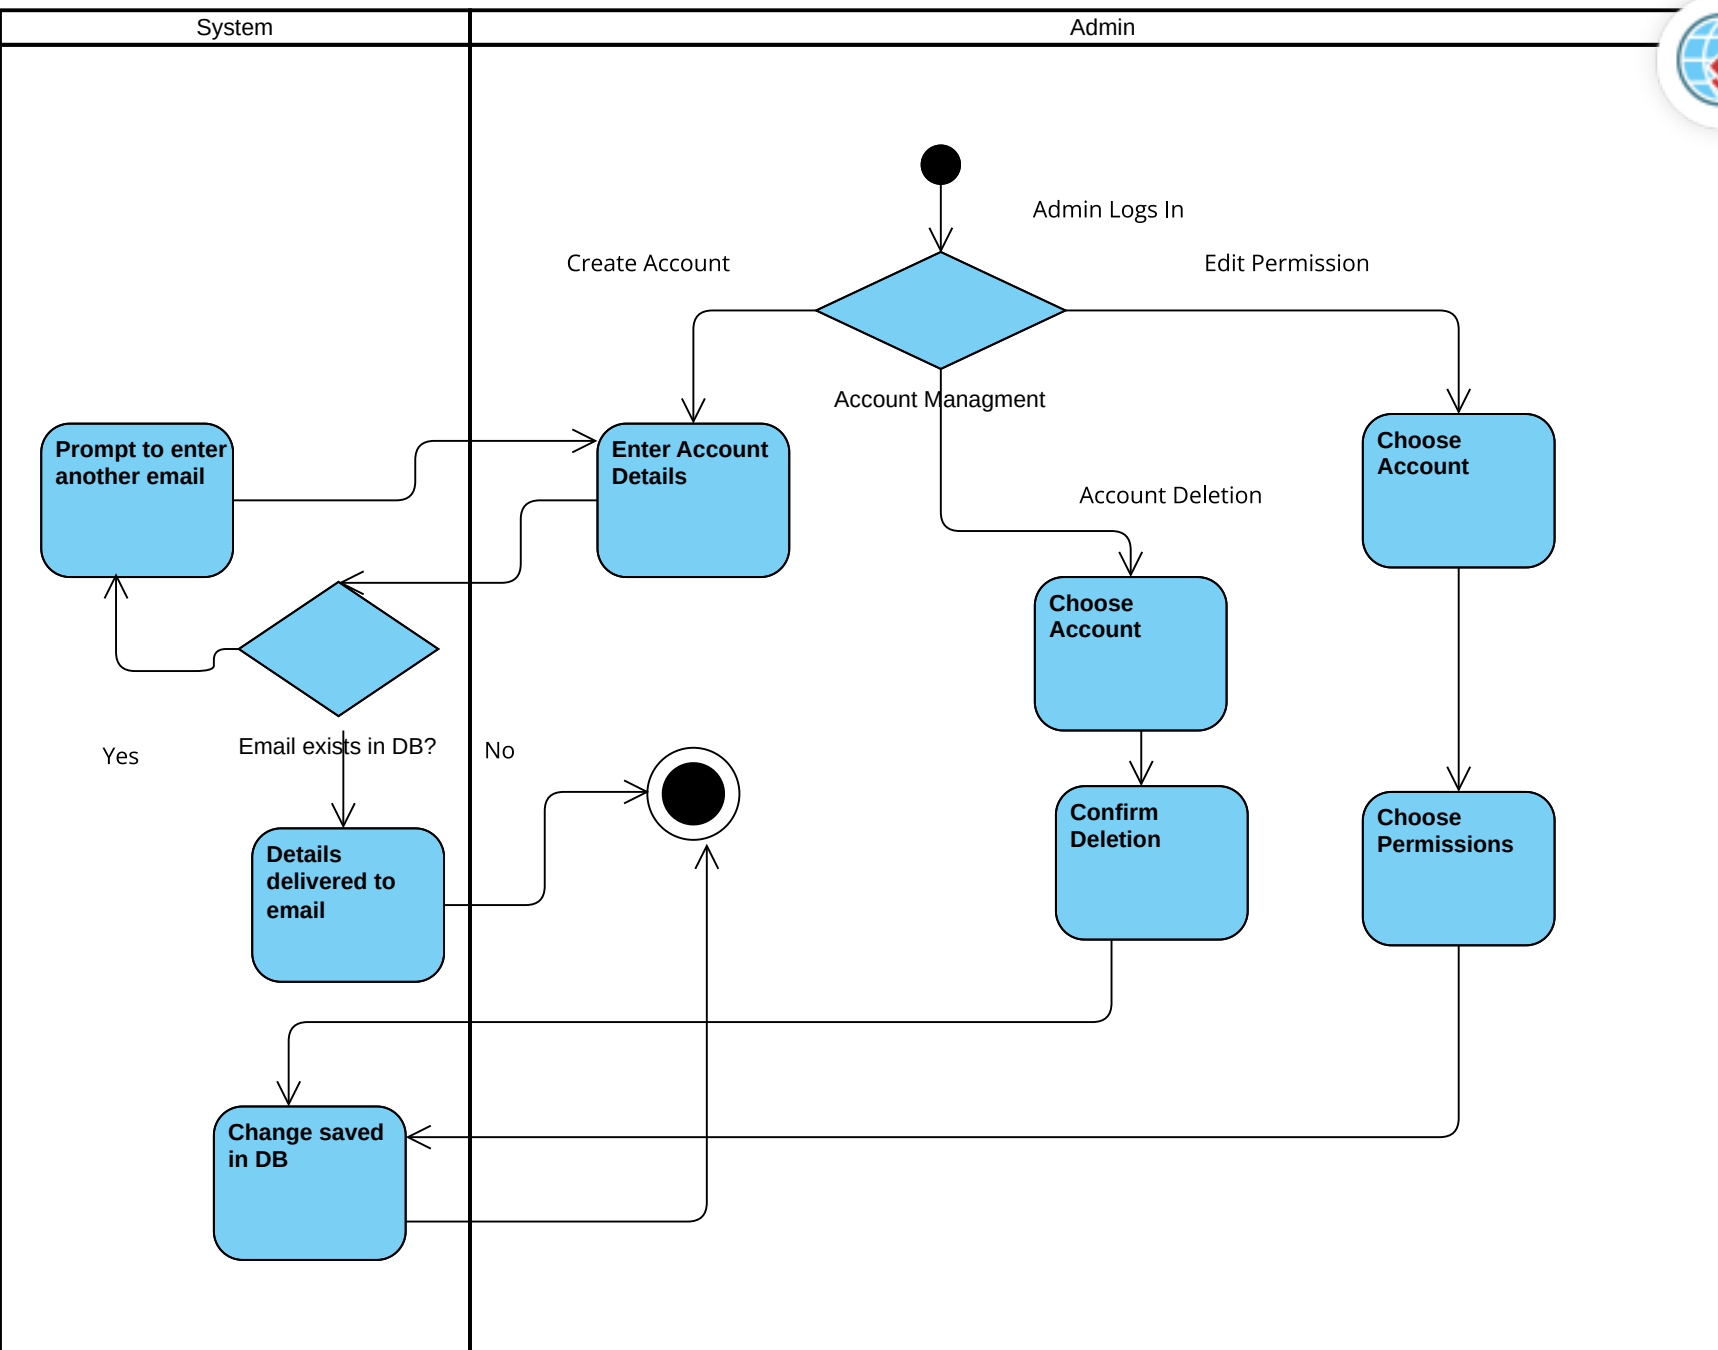 System
Admin
Admin Logs In
Create Account
Edit Permission
Account Managment
Prompt to enter
another email
Enter Account
Details
Choose
Account
Account Deletion
Choose
Account
Yes
Email exists in DB?
No
Details
delivered to
email
Confirm
Deletion
Choose
Permissions
Change saved
in DB